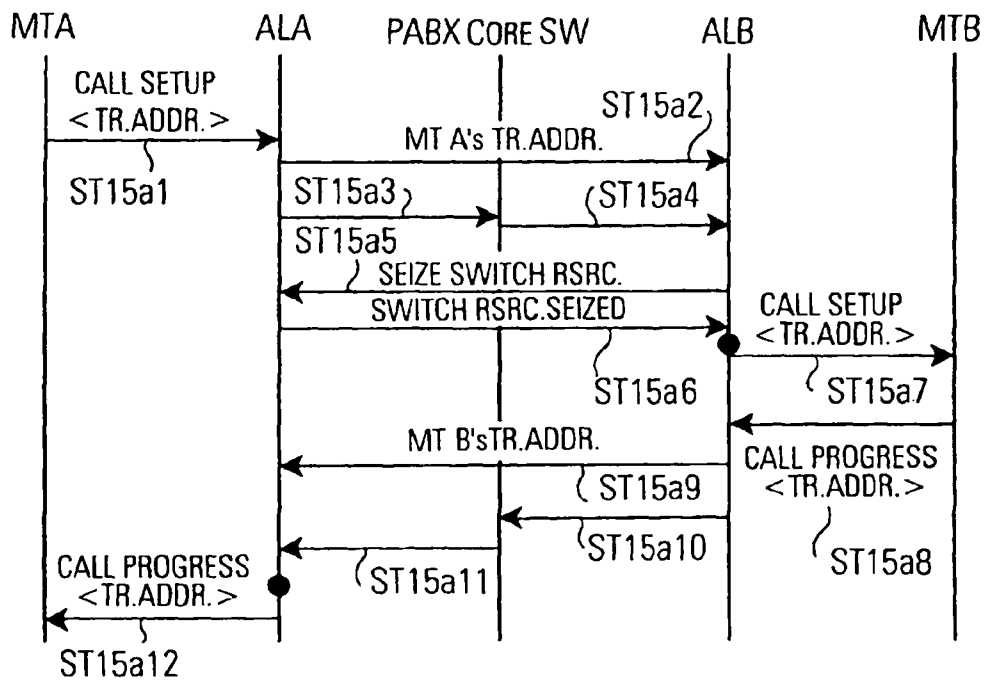 MTA ALA PABX CORE SW ALB MTB
CALL SETUP
<TR.ADDR.>
ST15a1
ST15a2
MT A's TR.ADDR.
ST15a3
ST15a4
ST15a5
SEIZE SWITCH RSRC.
SWITCH RSRC.SEIZED
ST15a6
CALL SETUP
<TR.ADDR.>
ST15a7
MT B'sTR.ADDR.
ST15a9
CALL PROGRESS
<TR.ADDR.>
ST15a8
ST15a10
ST15a11
CALL PROGRESS
<TR.ADDR.>
ST15a12